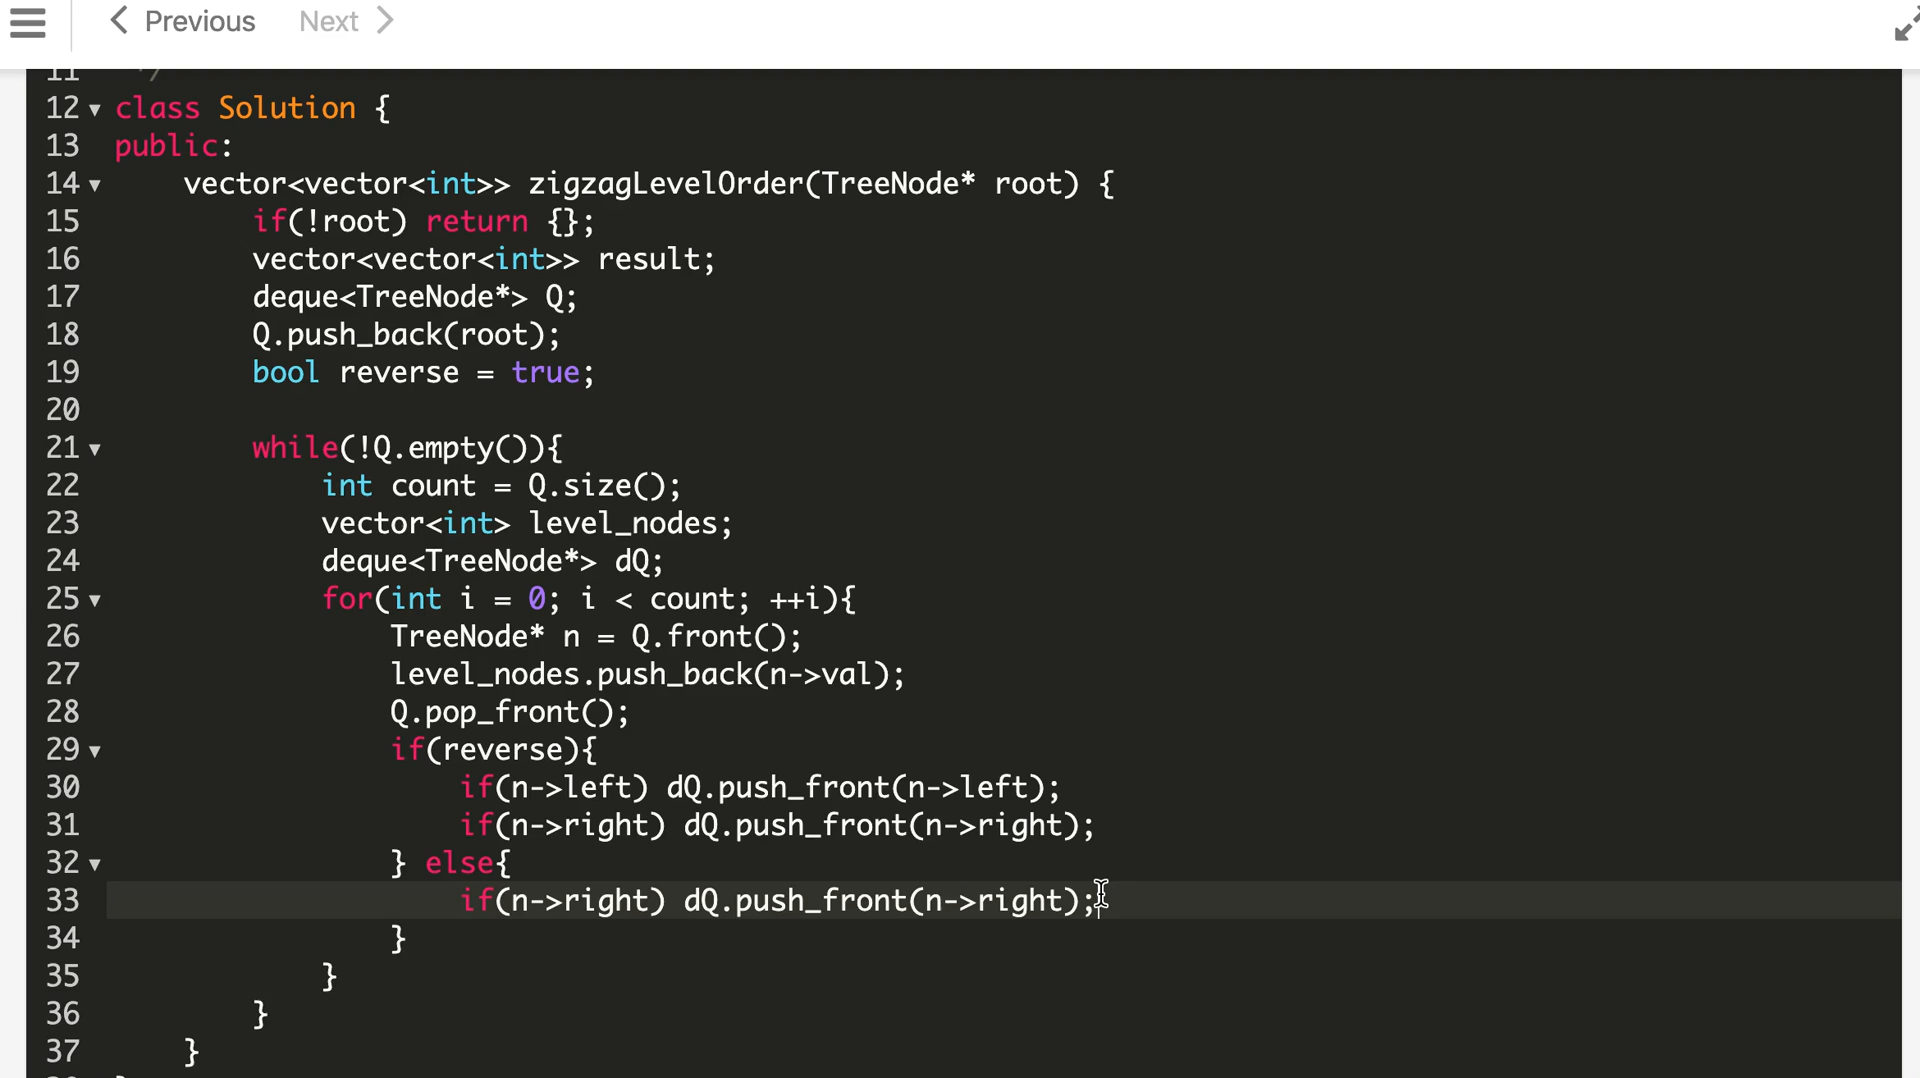 Previous Next
11 */
12 class Solution {
13 public:
14 vector<vector<int>> zigzagLevelOrder(TreeNode* root) {
15 if(!root) return {};
16 vector<vector<int>> result;
17 deque<TreeNode*> Q;
18 Q.push_back(root);
19 bool reverse = true;
20
21 while(!Q.empty()){
22 int count = Q.size();
23 vector<int> level_nodes;
24 deque<TreeNode*> dQ;
25 for(int i = 0; i < count; ++i){
26 TreeNode* n = Q.front();
27 level_nodes.push_back(n->val);
28 Q.pop_front();
29 if(reverse){
30 if(n->left) dQ.push_front(n->left);
31 if(n->right) dQ.push_front(n->right);
32 } else{
33 if(n->right) dQ.push_front(n->right);
34 }
35 }
36 }
37 }